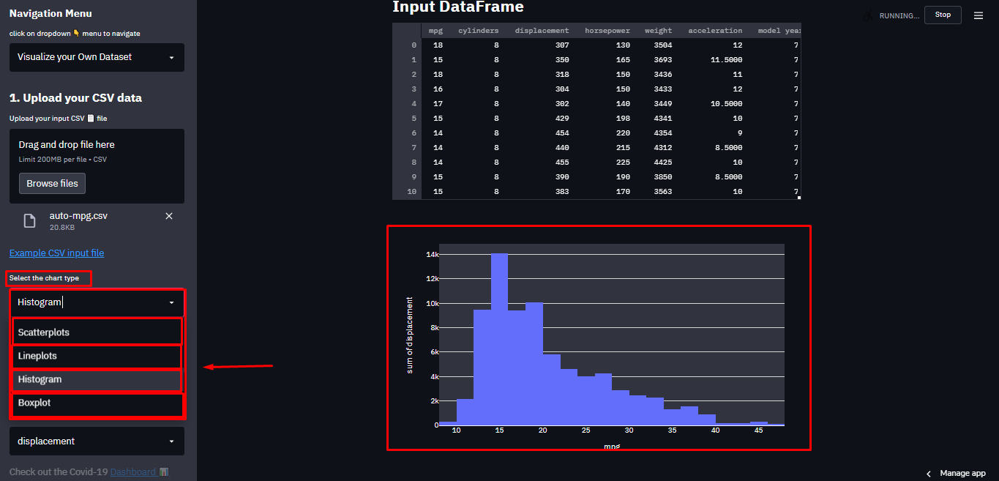 Navigation Menu
click on dropdown 👇 menu to navigate
Visualize your Own Dataset
1. Upload your CSV data
Upload your input CSV 📄 file
Drag and drop file here
Limit 200MB per file • CSV
Browse files
auto-mpg.csv
20.8KB
Example CSV input file
Select the chart type
Histogram
Scatterplots
Lineplots
Histogram
Boxplot
displacement
Check out the Covid-19 Dashboard 📊
RUNNING...
Stop
Input DataFrame
mpg cylinders displacement horsepower weight acceleration model year
0 18 8 307 130 3504 12 7
1 15 8 350 165 3693 11.5000 7
2 18 8 318 150 3436 11 7
3 16 8 304 150 3433 12 7
4 17 8 302 140 3449 10.5000 7
5 15 8 429 198 4341 10 7
6 14 8 454 220 4354 9 7
7 14 8 440 215 4312 8.5000 7
8 14 8 455 225 4425 10 7
9 15 8 390 190 3850 8.5000 7
10 15 8 383 170 3563 10 7
sum of displacement
14k
12k
10k
8k
6k
4k
2k
0
10 15 20 25 30 35 40 45
mpg
Manage app